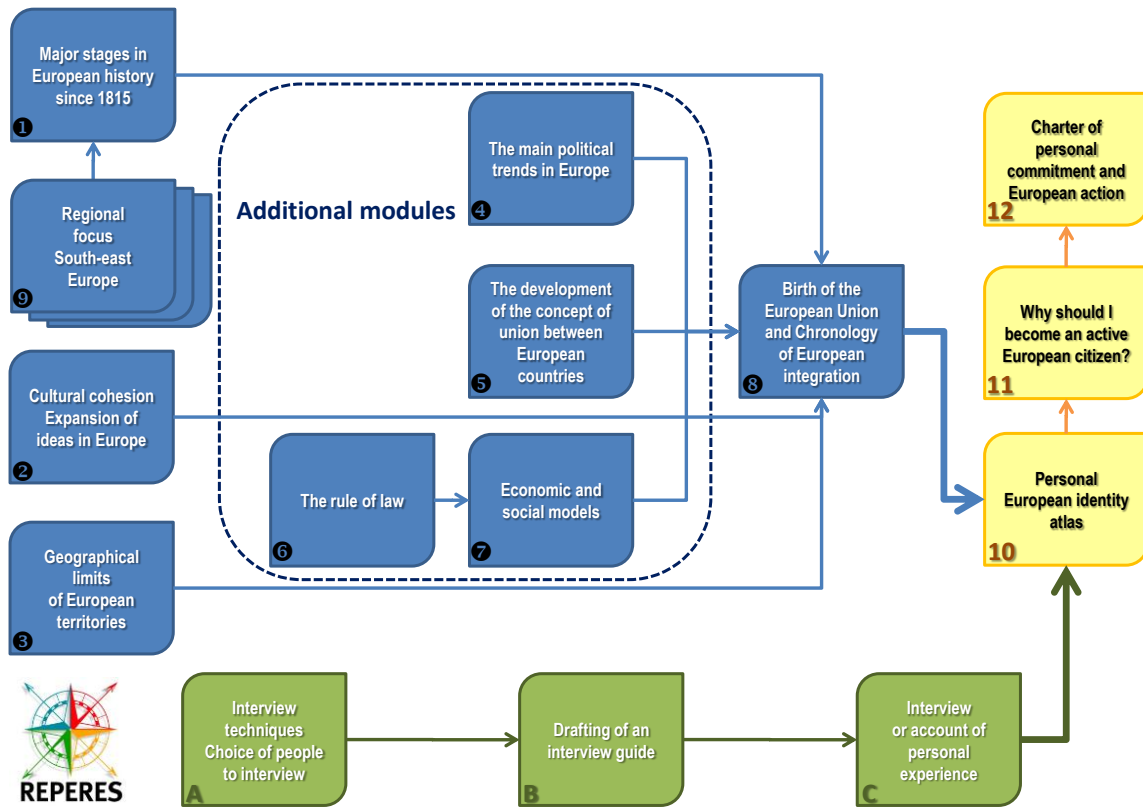 Major stages in
European history
since 1815
❶
Regional
focus
South-east
Europe
❾
Cultural cohesion
Expansion of
ideas in Europe
❷
Geographical
limits
of European
territories
❸
Additional modules
The main political
trends in Europe
❹
The development
of the concept of
union between
European
countries
❺
The rule of law
❻
Economic and
social models
❼
Birth of the
European Union
and Chronology
of European
integration
❽
Charter of
personal
commitment and
European action
12
Why should I
become an active
European citizen?
11
Personal
European identity
atlas
10
REPERES
Interview
techniques
Choice of people
to interview
A
Drafting of an
interview guide
B
Interview
or account of
personal
experience
C